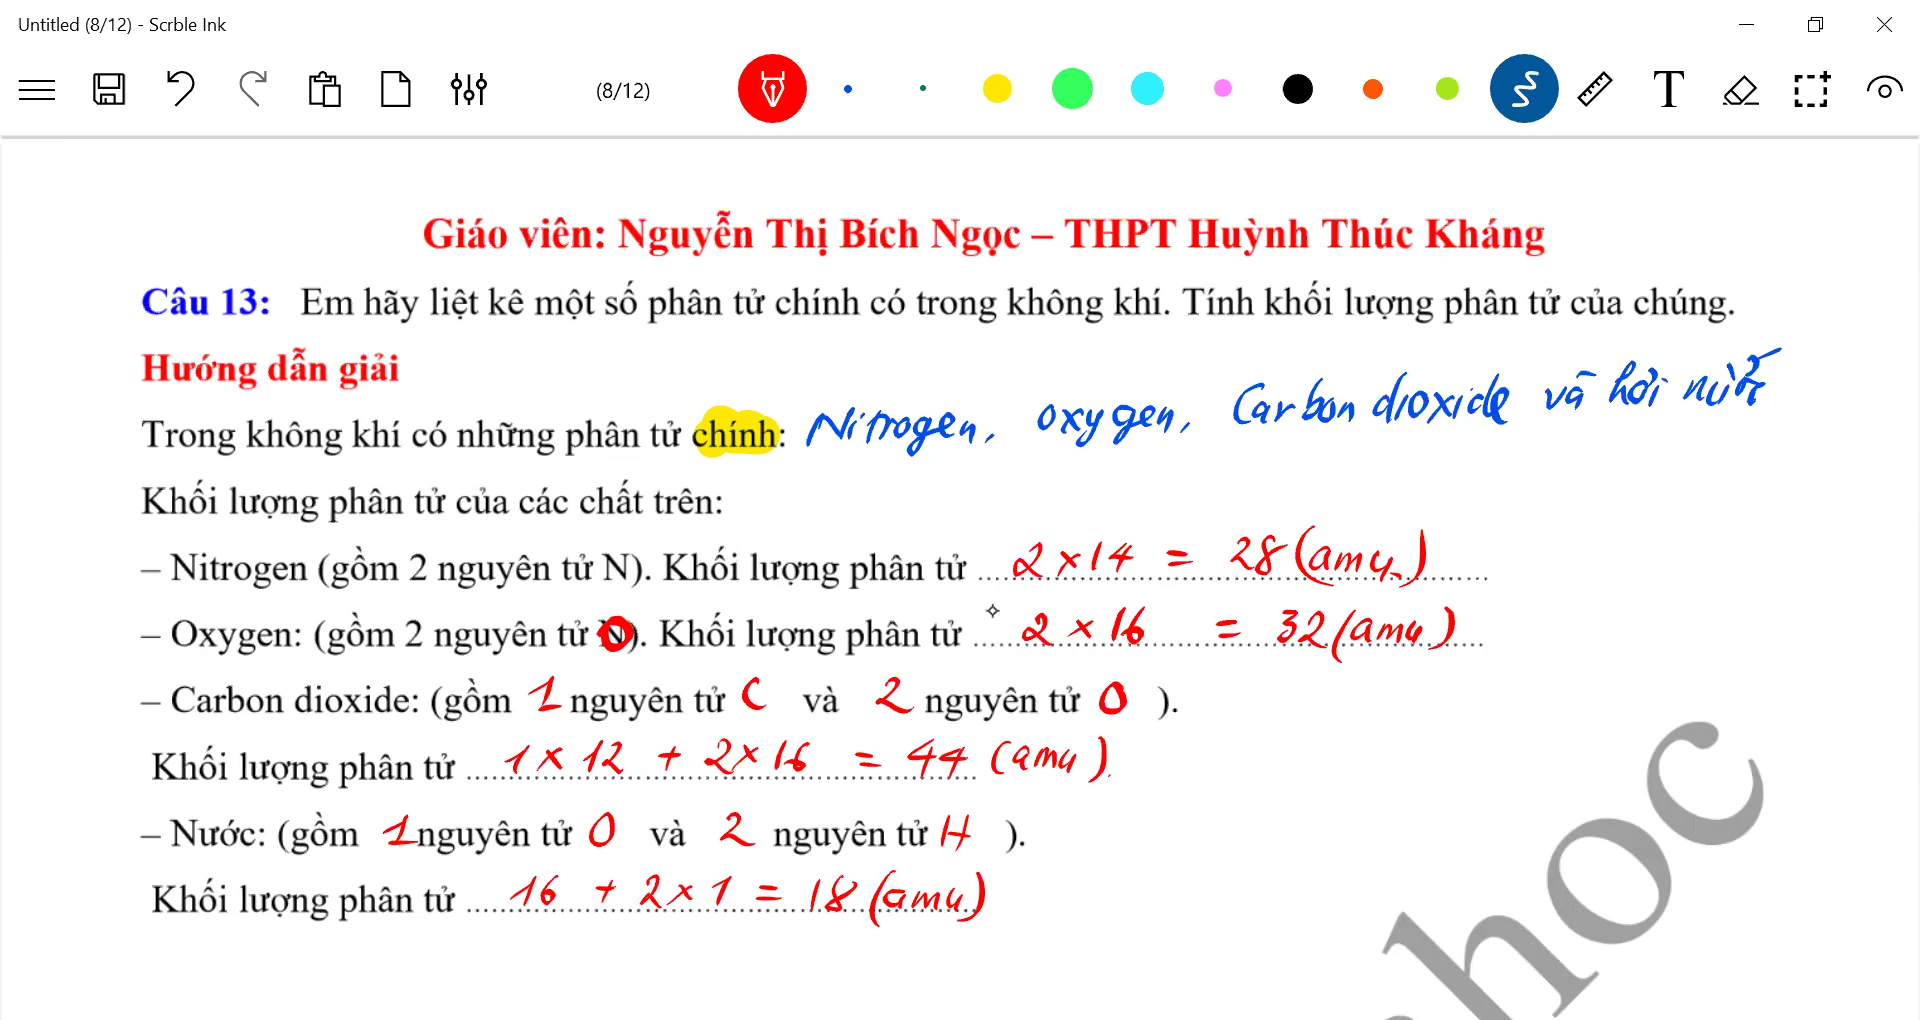 Untitled (8/12) - Scrble Ink
(8/12)
T
Giáo viên: Nguyễn Thị Bích Ngọc – THPT Huỳnh Thúc Kháng
Câu 13: Em hãy liệt kê một số phân tử chính có trong không khí. Tính khối lượng phân tử của chúng.
Hướng dẫn giải
Trong không khí có những phân tử chính: Nitrogen, oxygen, Carbon dioxide và hơi nước
Khối lượng phân tử của các chất trên:
– Nitrogen (gồm 2 nguyên tử N). Khối lượng phân tử 2 × 14 = 28 (amu)
– Oxygen: (gồm 2 nguyên tử O). Khối lượng phân tử 2 × 16 = 32 (amu)
– Carbon dioxide: (gồm 1 nguyên tử C và 2 nguyên tử O ).
Khối lượng phân tử 1 × 12 + 2 × 16 = 44 (amu).
– Nước: (gồm 1 nguyên tử O và 2 nguyên tử H ).
Khối lượng phân tử 16 + 2 × 1 = 18 (amu)
hoc